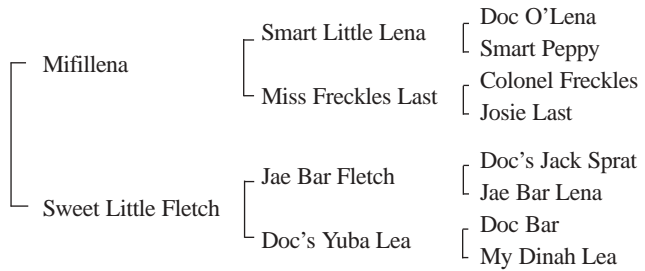 Doc O’Lena
Smart Little Lena
Smart Peppy
Mifillena
Colonel Freckles
Miss Freckles Last
Josie Last
Doc’s Jack Sprat
Jae Bar Fletch
Jae Bar Lena
Sweet Little Fletch
Doc Bar
Doc’s Yuba Lea
My Dinah Lea